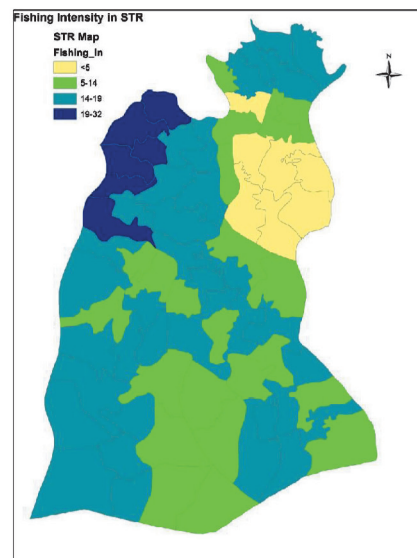 Fishing Intensity in STR
STR Map
Fishing_In
<5
5-14
14-19
19-32